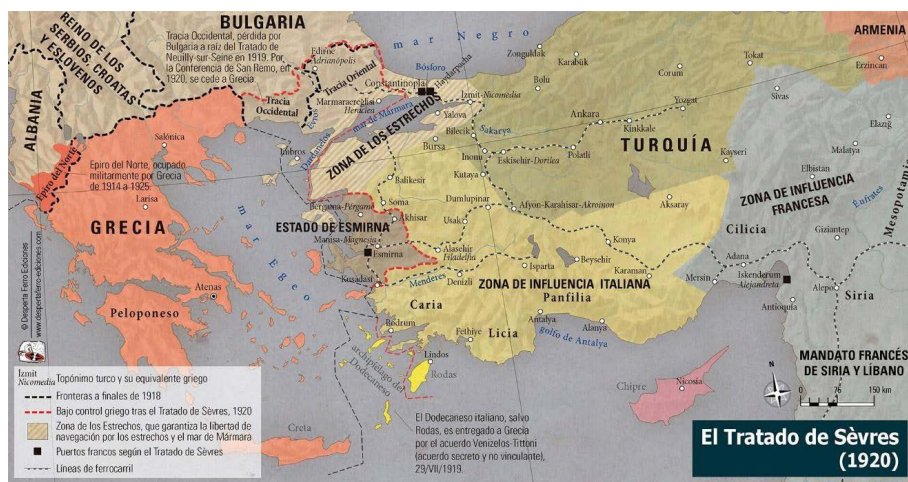 BULGARIA
Tracia Occidental, pérdida por
Bulgaria a raíz del Tratado de
Neuilly-sur-Seine en 1919. Por
la Conferencia de San Remo, en
1920, se cede a Grecia.
REINO DE LOS
SERBIOS, CROATAS
Y ESLOVENOS
ALBANIA
mar Negro
Bósforo
Edirne
Adrianópolis
Tracia Oriental
Tracia
Occidental
Evros
Constantinopla
Haydarpasha
Marmaraereğlisi
Heraclea
mar de Mármara
Izmit-Nicomedia
Yalova
ZONA DE LOS ESTRECHOS
Dardanelos
Imbros
Bursa
Bilecik
Sakarya
Zonguldak
Karabük
Bolu
Corum
Tokat
ARMENIA
Erzincan
Sivas
Yozgat
Ankara
Kirikkale
TURQUÍA
Kayseri
Inonu
Eskisehir-Dorilea
Polatli
Kutaya
Balikesir
Soma
Dumlupinar
Bergama-Pérgamo
Akhisar
Usak
Afyon-Karahisar-Akroinon
Aksaray
ESTADO DE ESMIRNA
Manisa-Magnesia
Esmirna
Alasehir
Filadelfia
Kusadasi
Menderes
Denizli
Isparta
Beysehir
Konya
Karaman
ZONA DE INFLUENCIA ITALIANA
Caria
Panfilia
Licia
Bodrum
Fethiye
Antalya
Alanya
golfo de Antalya
Elazığ
Malatya
Elbistan
ZONA DE INFLUENCIA
FRANCESA
Éufrates
Mesopotamia
Cilicia
Giziantep
Adana
Mersin
Iskenderum
Alejandreta
Alepo
Siria
Antioquía
MANDATO FRANCÉS
DE SIRIA Y LÍBANO
Epiro del Norte
Salónica
Epiro del Norte, ocupado
militarmente por Grecia
de 1914 a 1925.
Larisa
GRECIA
mar Egeo
Atenas
Peloponeso
Creta
archipiélago del
Dodecaneso
Lindos
Rodas
Chipre
Nicosia
El Dodecaneso italiano, salvo
Rodas, es entregado a Grecia
por el acuerdo Venizelos-Tittoni
(acuerdo secreto y no vinculante),
29/VII/1919.
N
0 75 150 km
© Desperta Ferro Ediciones
www.despertaferro-ediciones.com
Izmit
Nicomedia
Topónimo turco y su equivalente griego
Fronteras a finales de 1918
Bajo control griego tras el Tratado de Sèvres, 1920
Zona de los Estrechos, que garantiza la libertad de
navegación por los estrechos y el mar de Mármara
Puertos francos según el Tratado de Sèvres
Líneas de ferrocarril
El Tratado de Sèvres
(1920)